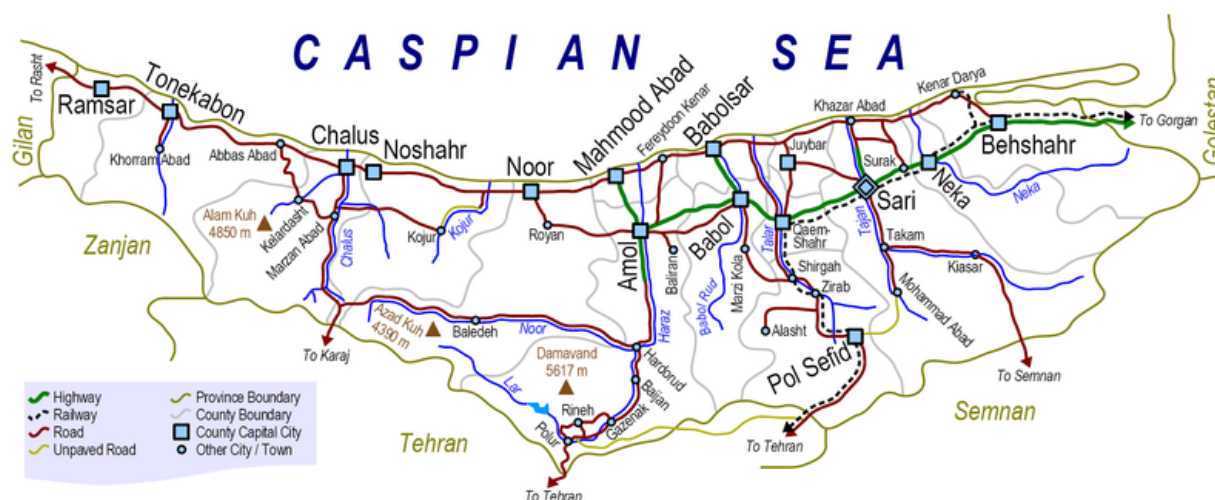 CASPIAN SEA
To Rasht
Ramsar
Tonekabon
Gilan
Khorram Abad
Abbas Abad
Chalus
Noshahr
Noor
Mahmood Abad
Fereydoon Kenar
Babolsar
Khazar Abad
Kenar Darya
To Gorgan
Golestan
Behshahr
Juybar
Surak
Neka
Neka
Sari
Tajen
Alam Kuh
4850 m
Kelardasht
Marzan Abad
Chalus
Kojur
Kojur
Royan
Amol
Baliran
Babol
Babol Rud
Marzi Kola
Talar
Qaem-
Shahr
Shirgah
Zirab
Takam
Kiasar
Mohammad Abad
Zanjan
Azad Kuh
4390 m
Baledeh
Noor
Haraz
Alasht
Pol Sefid
To Karaj
Damavand
5617 m
Hardorud
Baijan
Gazenak
Rineh
Lar
Polur
To Semnan
Semnan
Tehran
To Tehran
To Tehran
Highway
Railway
Road
Unpaved Road
Province Boundary
County Boundary
County Capital City
Other City / Town